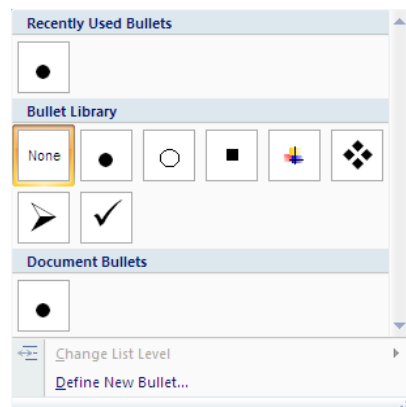 Recently Used Bullets
Bullet Library
None
Document Bullets
Change List Level
Define New Bullet...